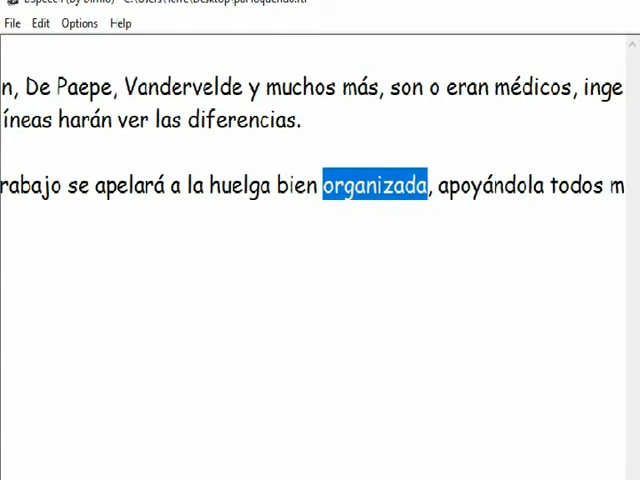 File Edit Options Help
n, De Paepe, Vandervelde y muchos más, son o eran médicos, inge
íneas harán ver las diferencias.
rabajo se apelará a la huelga bien organizada, apoyándola todos m